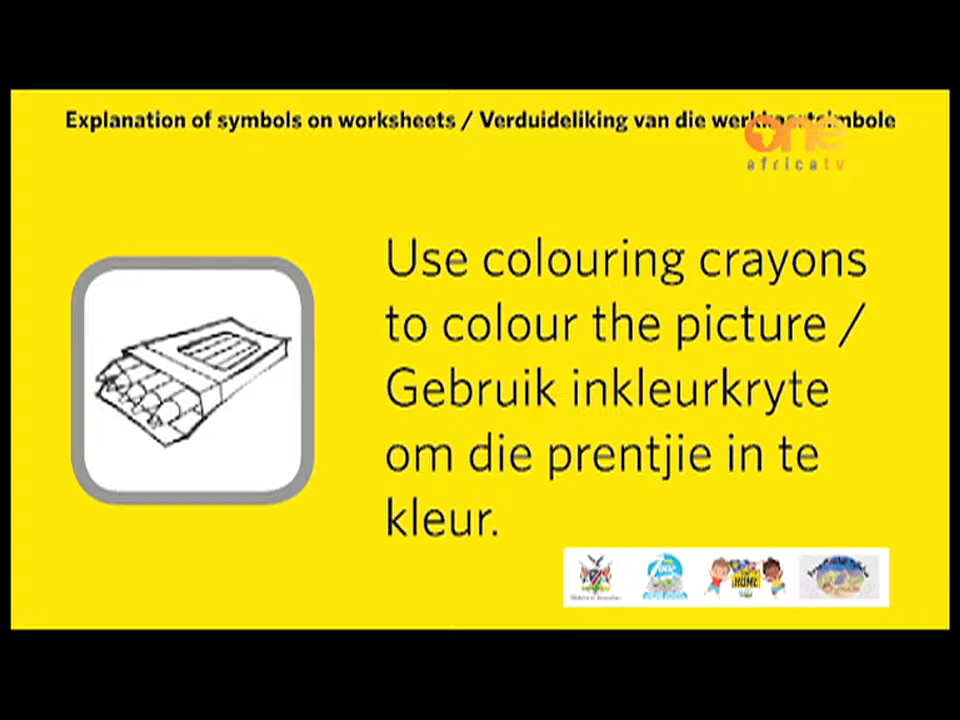 Explanation of symbols on worksheets / Verduideliking van die
one
africa tv
Use colouring crayons
to colour the picture /
Gebruik inkleurkryte
om die prentjie in te
kleur.